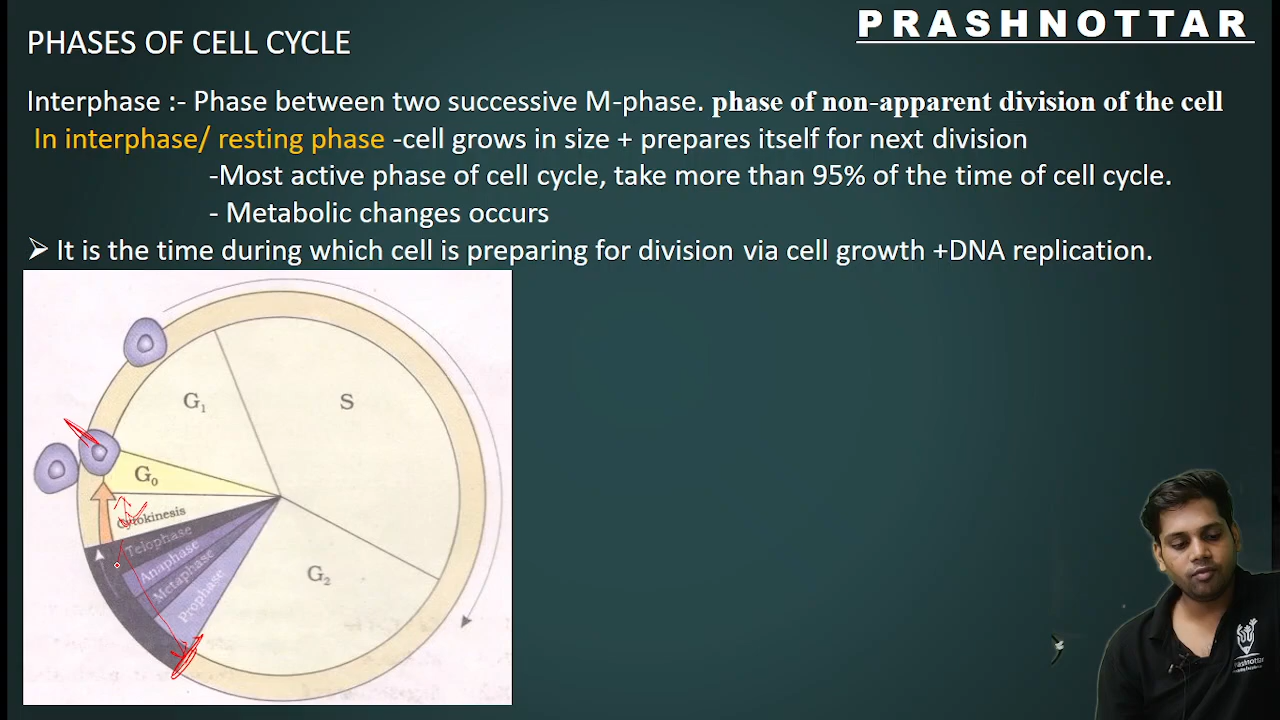 PRASHNOTTAR
PHASES OF CELL CYCLE
Interphase :- Phase between two successive M-phase. phase of non-apparent division of the cell
In interphase/ resting phase -cell grows in size + prepares itself for next division
-Most active phase of cell cycle, take more than 95% of the time of cell cycle.
- Metabolic changes occurs
➢ It is the time during which cell is preparing for division via cell growth +DNA replication.
G₁
S
G₀
Cytokinesis
Telophase
Anaphase
Metaphase
Prophase
G₂